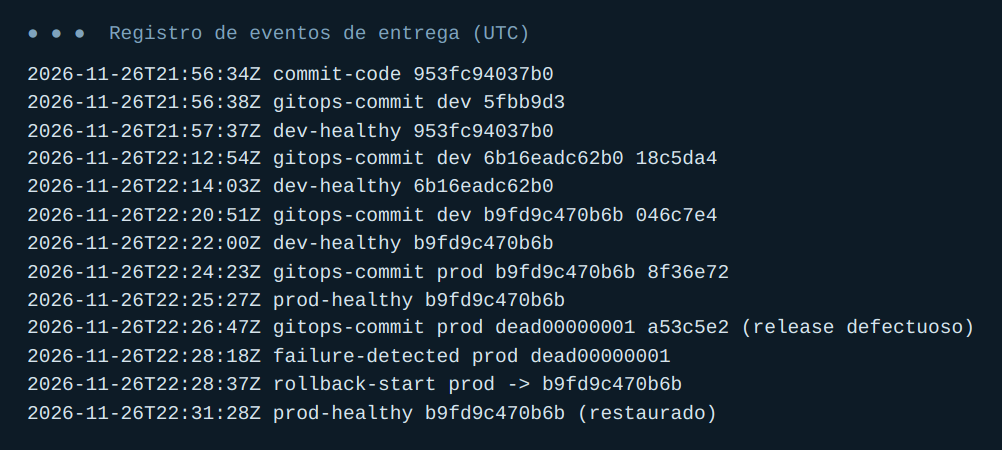 ● ● ● Registro de eventos de entrega (UTC)
2026-11-26T21:56:34Z commit-code 953fc94037b0
2026-11-26T21:56:38Z gitops-commit dev 5fbb9d3
2026-11-26T21:57:37Z dev-healthy 953fc94037b0
2026-11-26T22:12:54Z gitops-commit dev 6b16eadc62b0 18c5da4
2026-11-26T22:14:03Z dev-healthy 6b16eadc62b0
2026-11-26T22:20:51Z gitops-commit dev b9fd9c470b6b 046c7e4
2026-11-26T22:22:00Z dev-healthy b9fd9c470b6b
2026-11-26T22:24:23Z gitops-commit prod b9fd9c470b6b 8f36e72
2026-11-26T22:25:27Z prod-healthy b9fd9c470b6b
2026-11-26T22:26:47Z gitops-commit prod dead00000001 a53c5e2 (release defectuoso)
2026-11-26T22:28:18Z failure-detected prod dead00000001
2026-11-26T22:28:37Z rollback-start prod -> b9fd9c470b6b
2026-11-26T22:31:28Z prod-healthy b9fd9c470b6b (restaurado)